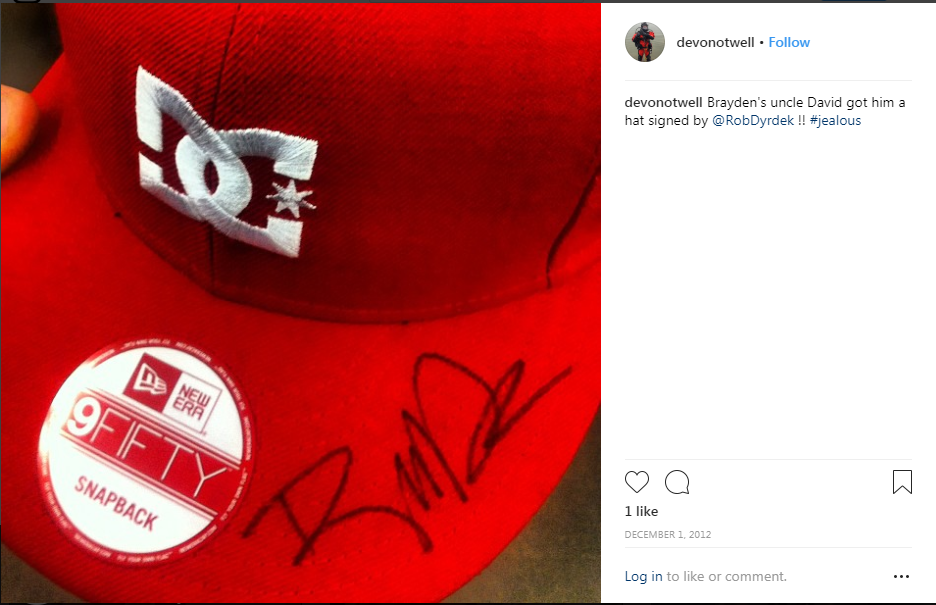 DC
NEW
ERA
9FIFTY
SNAPBACK
devonotwell • Follow
devonotwell Brayden's uncle David got him a
hat signed by @RobDyrdek !! #jealous
1 like
DECEMBER 1, 2012
Log in to like or comment.